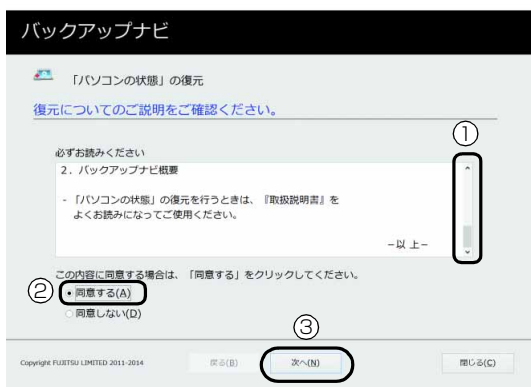 バックアップナビ
「パソコンの状態」の復元
復元についてのご説明をご確認ください。
①
必ずお読みください
２．バックアップナビ概要
- 「パソコンの状態」の復元を行うときは、『取扱説明書』を
よくお読みになってご使用ください。
－以 上－
この内容に同意する場合は、「同意する」をクリックしてください。
② 同意する(A)
同意しない(D)
③
Copyright FUJITSU LIMITED 2011-2014 戻る(B) 次へ(N) 閉じる(C)